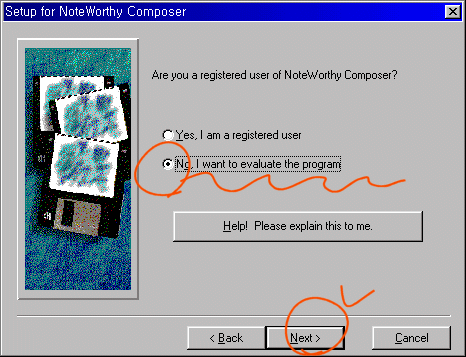 Setup for NoteWorthy Composer
Are you a registered user of NoteWorthy Composer?
Yes, I am a registered user
No, I want to evaluate the program
Help! Please explain this to me.
< Back
Next >
Cancel